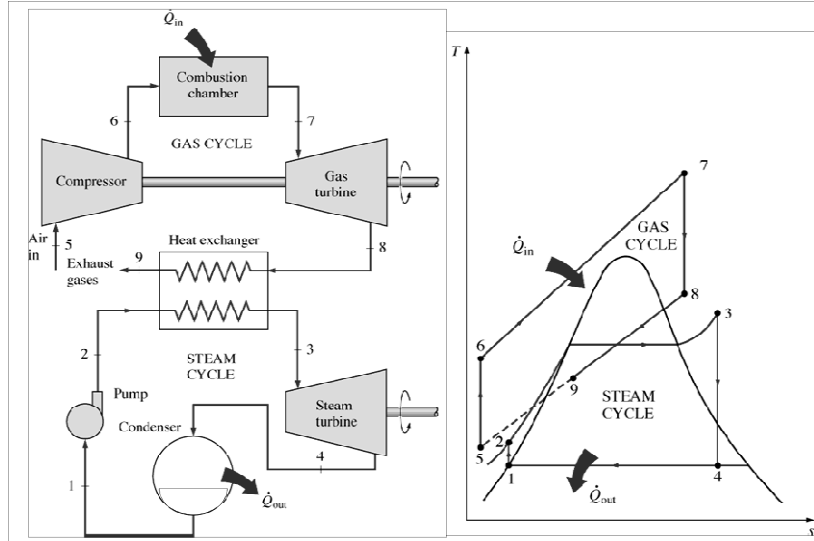 Q̇in
Combustion
chamber
6
7
GAS CYCLE
Compressor
Gas
turbine
Air
in
5
9
Heat exchanger
8
Exhaust
gases
2
STEAM
CYCLE
3
Pump
Condenser
Steam
turbine
4
1
Q̇out
T
7
GAS
CYCLE
Q̇in
8
3
6
9
STEAM
CYCLE
2
5
1
4
Q̇out
s